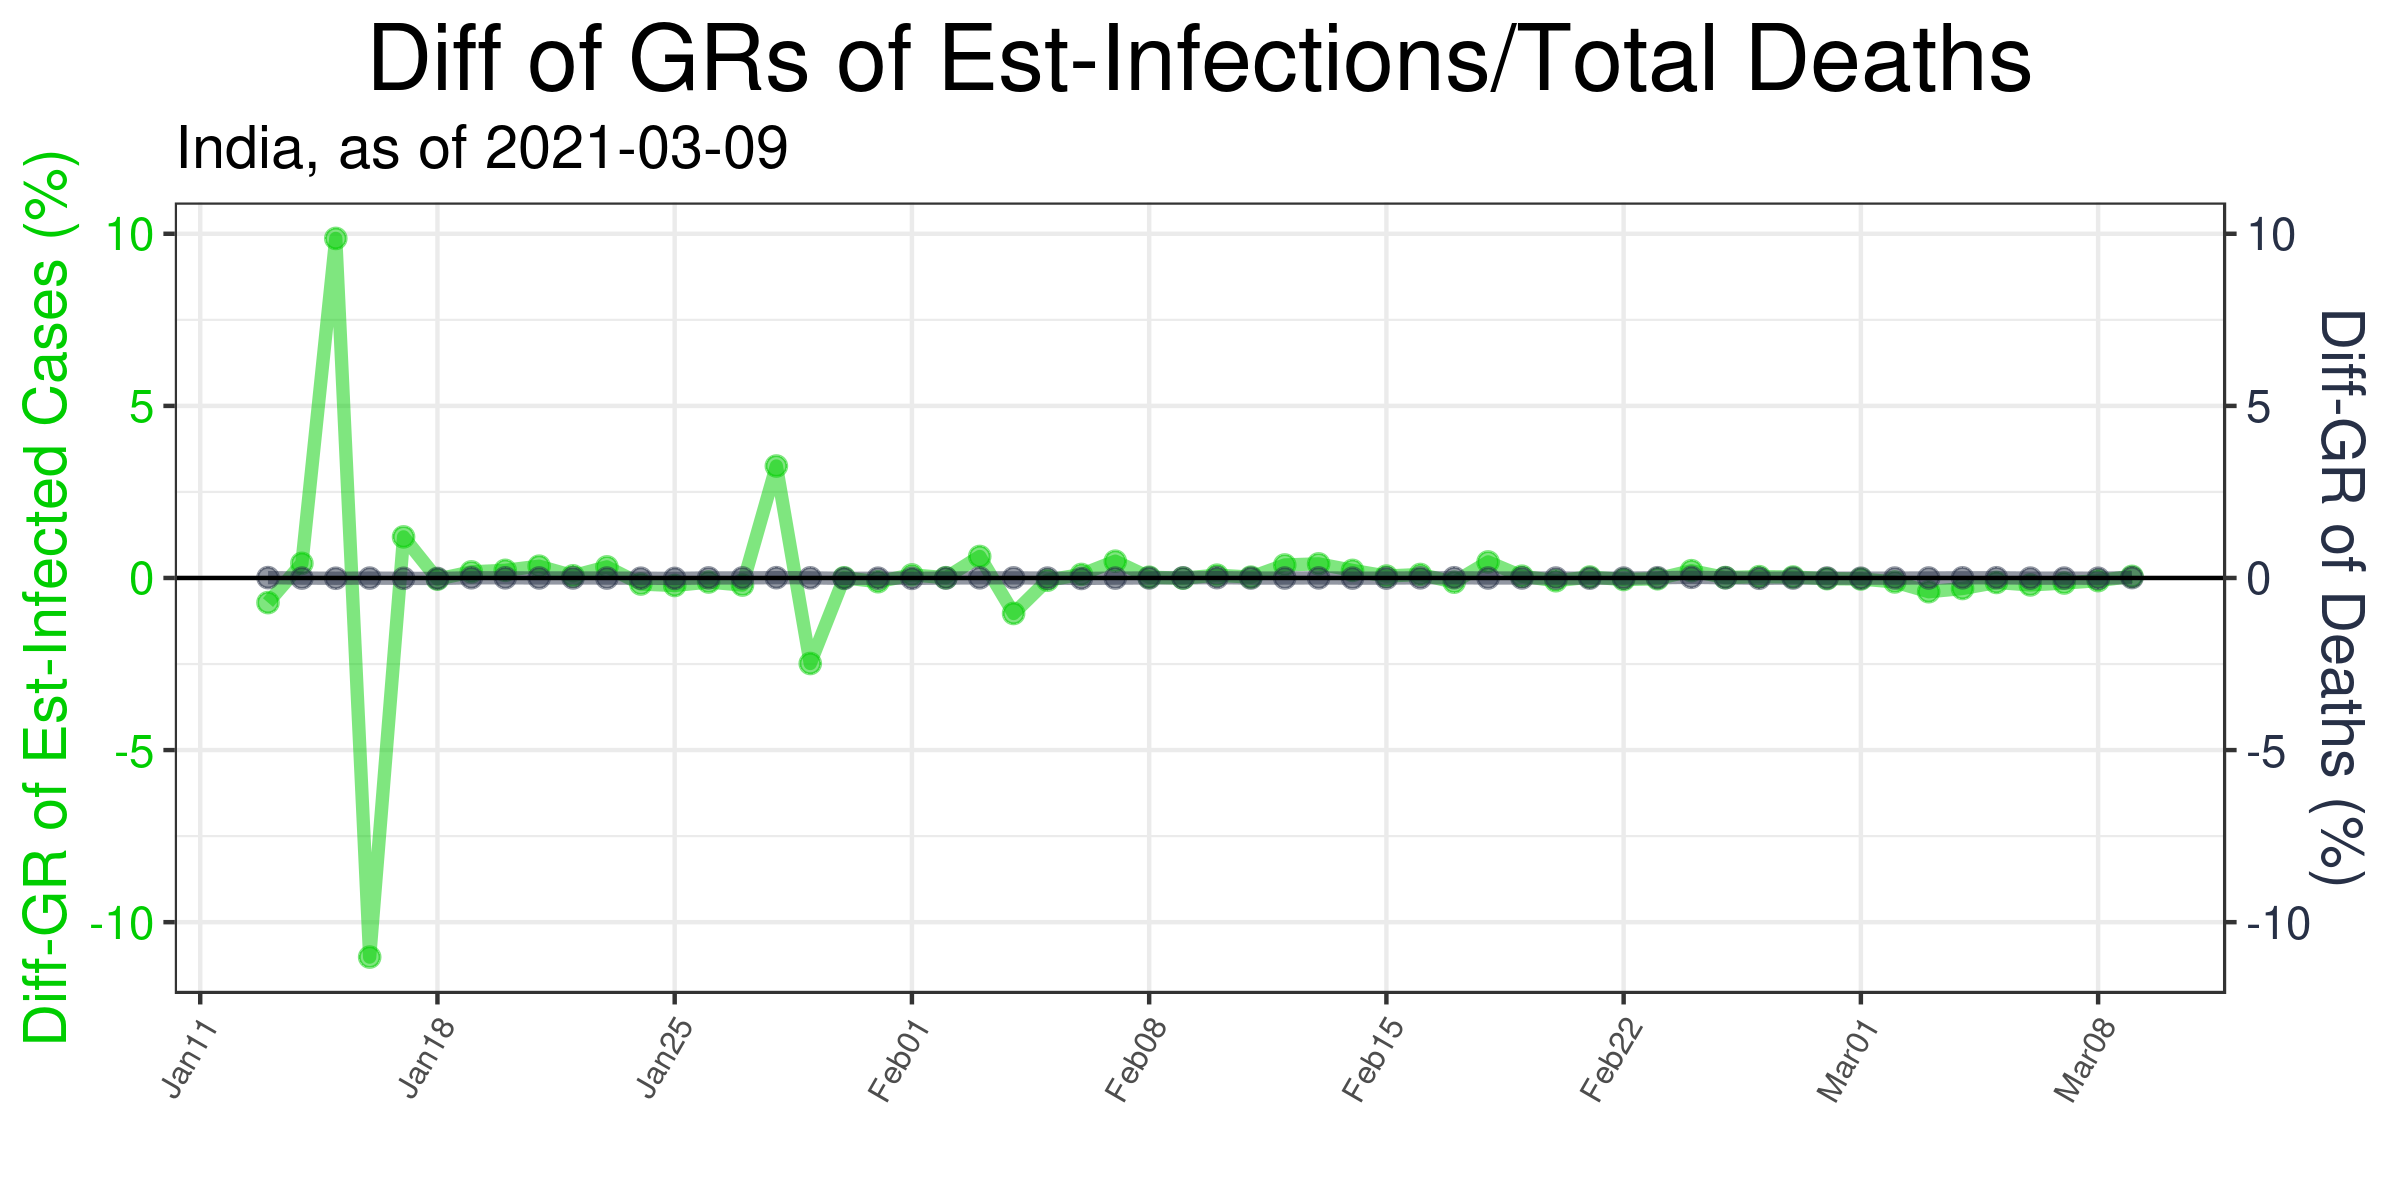 Diff of GRs of Est-Infections/Total Deaths
India, as of 2021-03-09
Diff-GR of Est-Infected Cases (%)
10
5
0
-5
-10
10
5
0
-5
-10
Diff-GR of Deaths (%)
Jan11
Jan18
Jan25
Feb01
Feb08
Feb15
Feb22
Mar01
Mar08